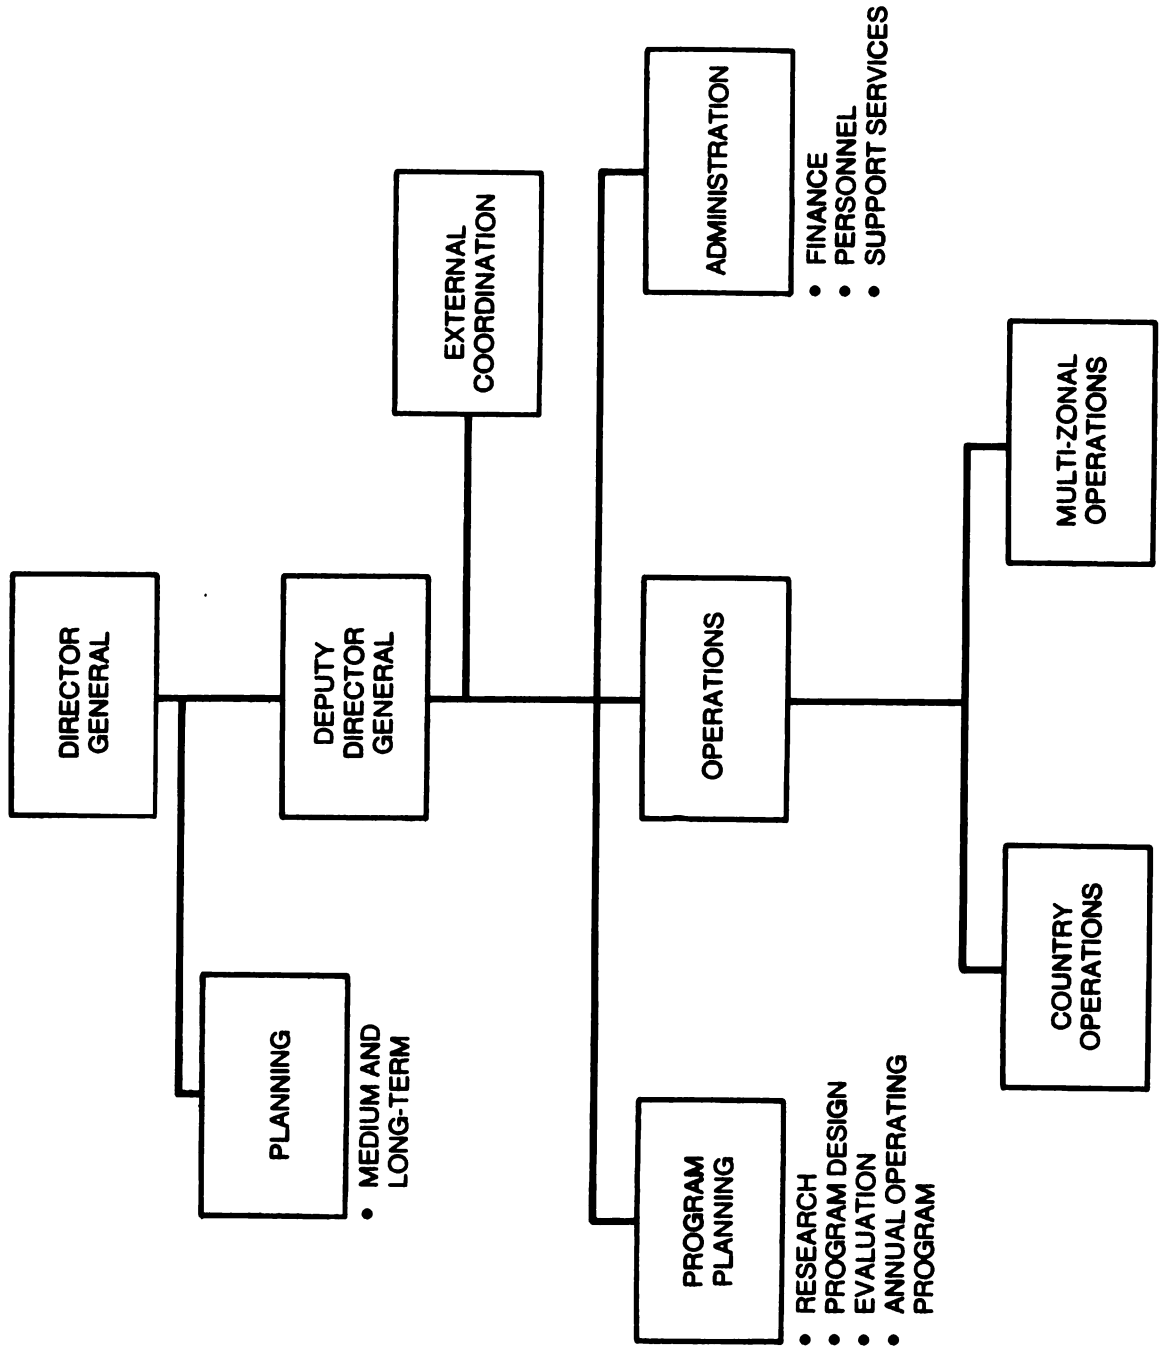 DIRECTOR
GENERAL
PLANNING
• MEDIUM AND
LONG-TERM
DEPUTY
DIRECTOR
GENERAL
EXTERNAL
COORDINATION
PROGRAM
PLANNING
• RESEARCH
• PROGRAM DESIGN
• EVALUATION
• ANNUAL OPERATING
PROGRAM
OPERATIONS
ADMINISTRATION
• FINANCE
• PERSONNEL
• SUPPORT SERVICES
COUNTRY
OPERATIONS
MULTI-ZONAL
OPERATIONS